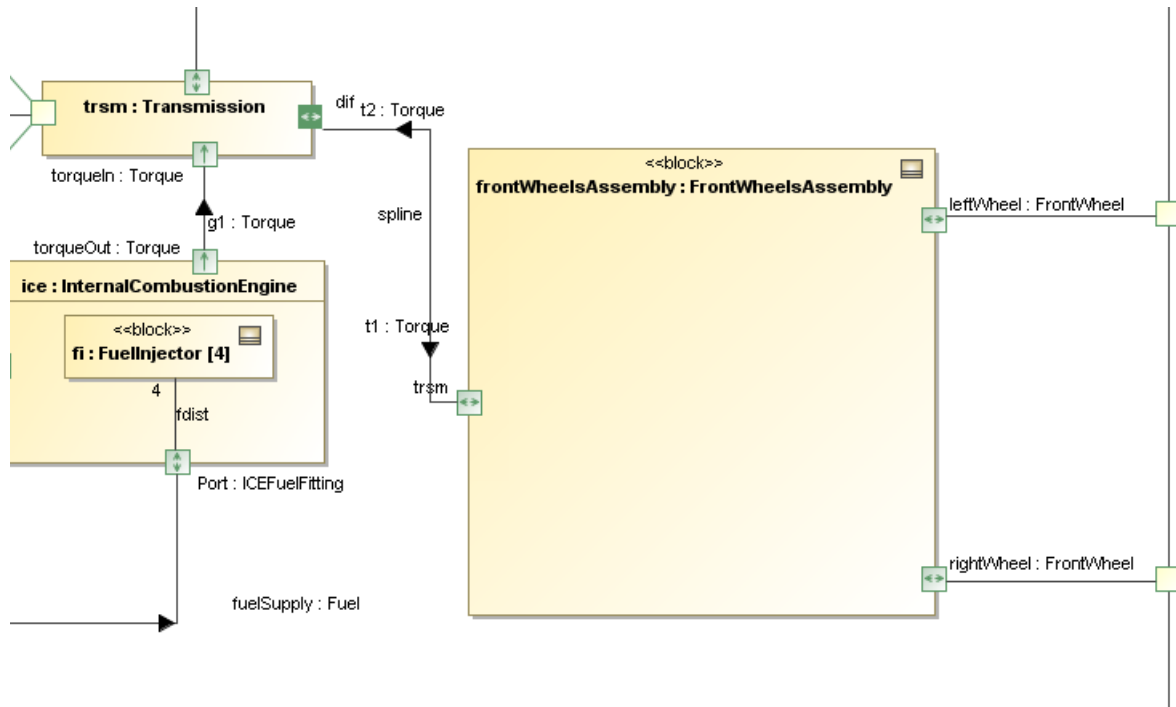 trsm : Transmission
dif
t2 : Torque
torqueIn : Torque
<<block>>
frontWheelsAssembly : FrontWheelsAssembly
leftWheel : FrontWheel
spline
g1 : Torque
torqueOut : Torque
ice : InternalCombustionEngine
<<block>>
fi : FuelInjector [4]
t1 : Torque
4
trsm
fdist
Port : ICEFuelFitting
rightWheel : FrontWheel
fuelSupply : Fuel